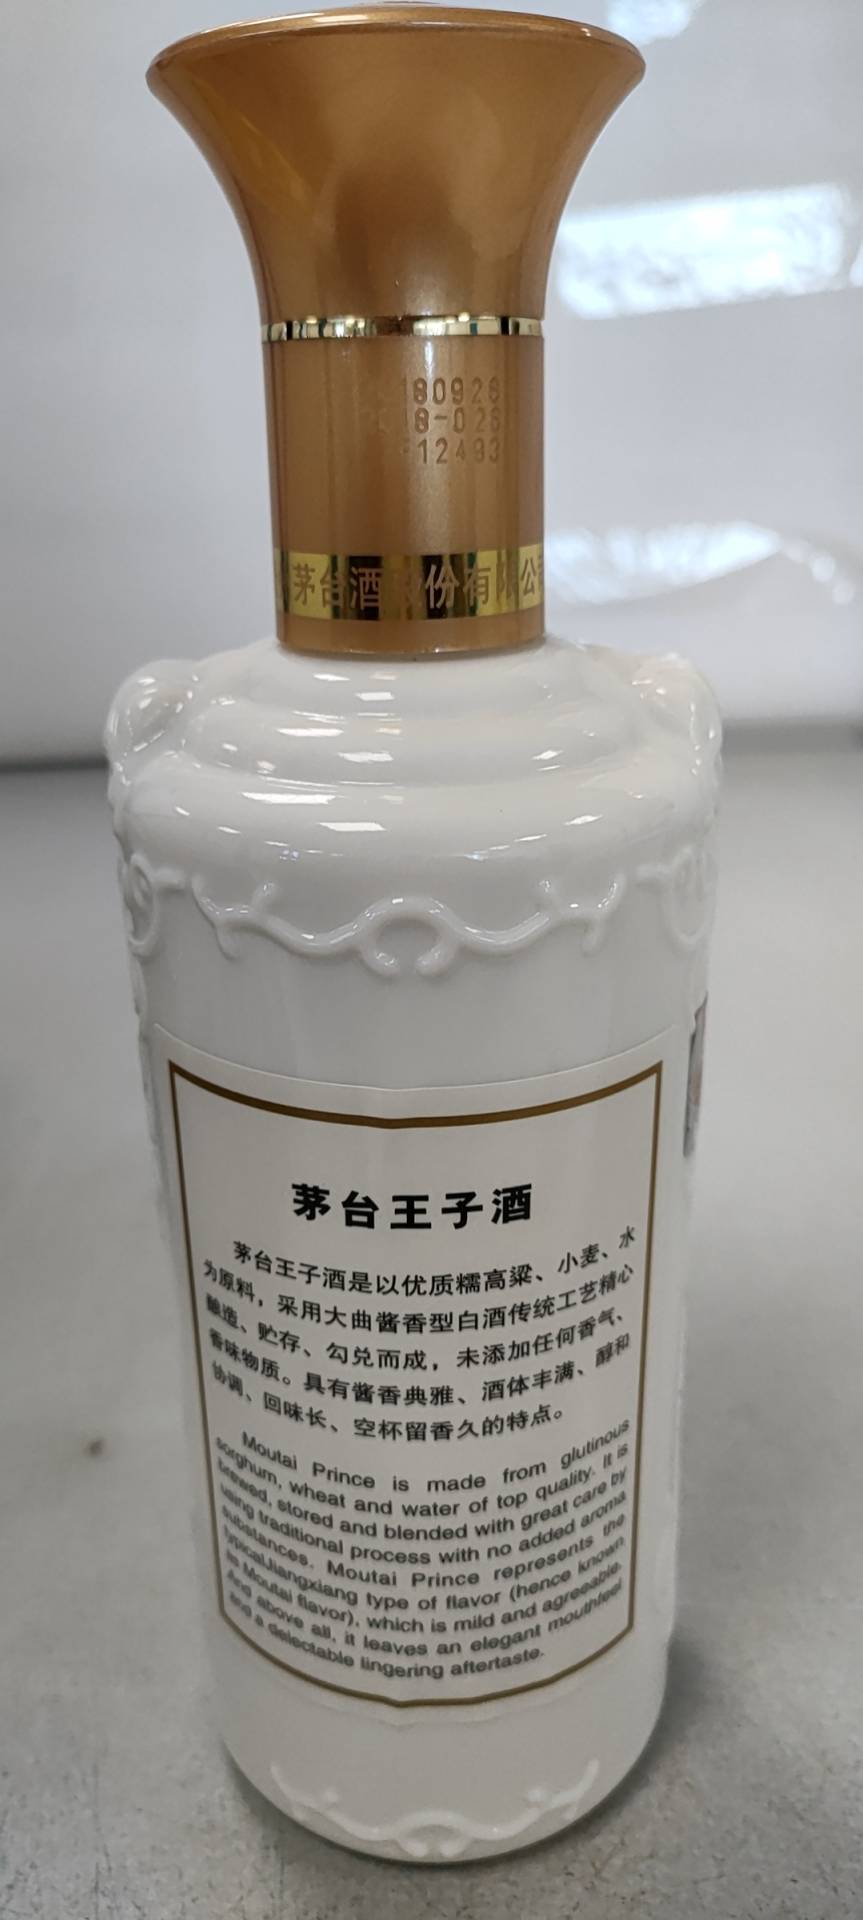 180928
18-028
12493
茅台酒股份有限公司
茅台王子酒
茅台王子酒是以优质糯高粱、小麦、水
为原料，采用大曲酱香型白酒传统工艺精心
酿造、贮存、勾兑而成，未添加任何香气、
香味物质。具有酱香典雅、酒体丰满、醇和
协调、回味长、空杯留香久的特点。
Moutai Prince is made from glutinous
sorghum, wheat and water of top quality. It is
brewed, stored and blended with great care by
using traditional process with no added aroma
substances. Moutai Prince represents the
typicalJiangxiang type of flavor (hence known
as Moutai flavor), which is mild and agreeable.
And above all, it leaves an elegant mouthfeel
and a delectable lingering aftertaste.